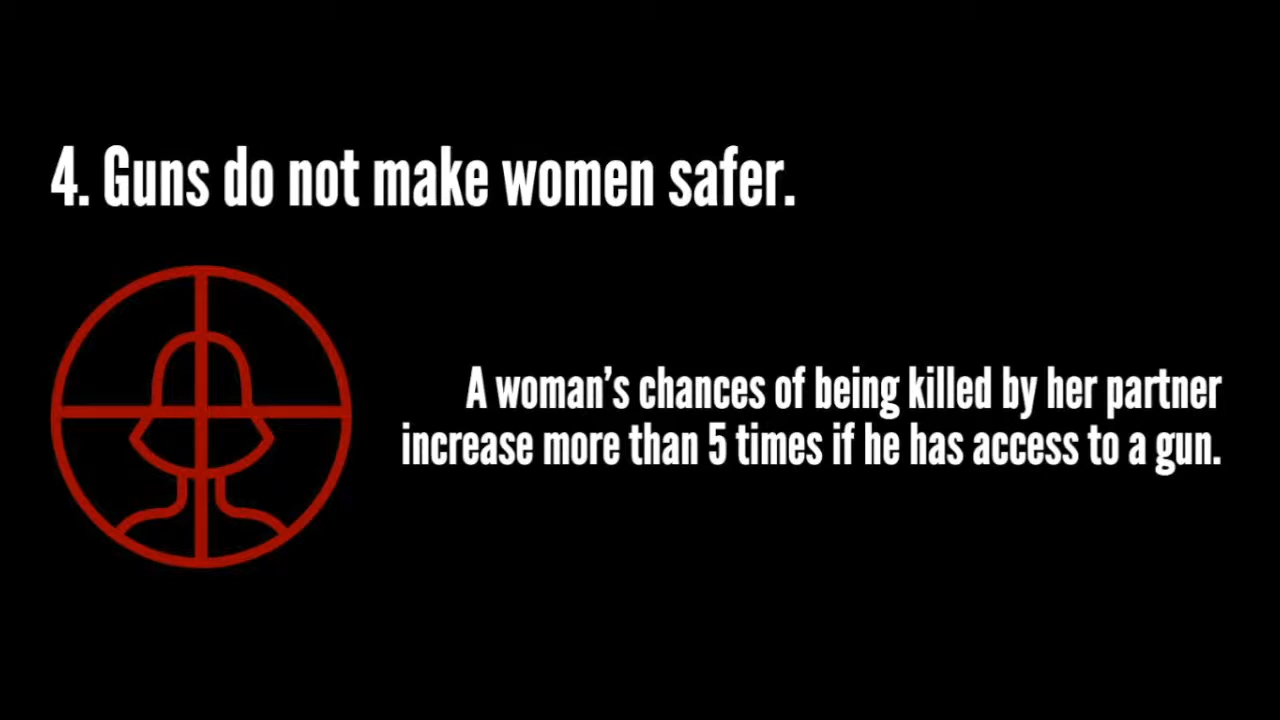 4. Guns do not make women safer.
A woman’s chances of being killed by her partner
increase more than 5 times if he has access to a gun.